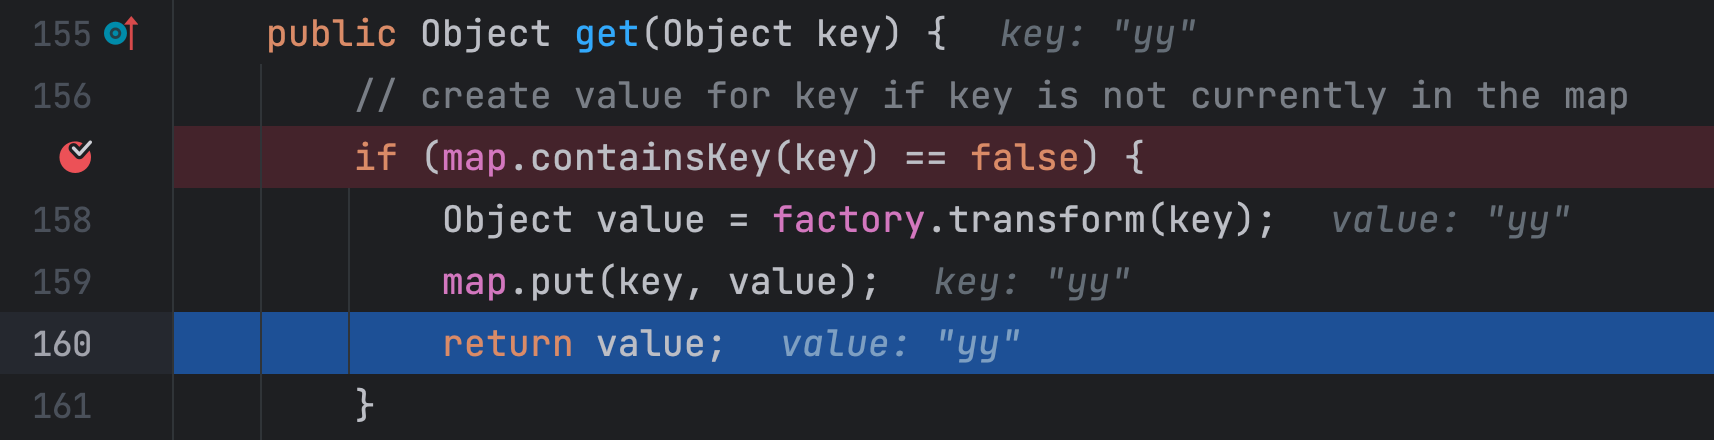 155 public Object get(Object key) { key: "yy"
156 // create value for key if key is not currently in the map
if (map.containsKey(key) == false) {
158 Object value = factory.transform(key); value: "yy"
159 map.put(key, value); key: "yy"
160 return value; value: "yy"
161 }